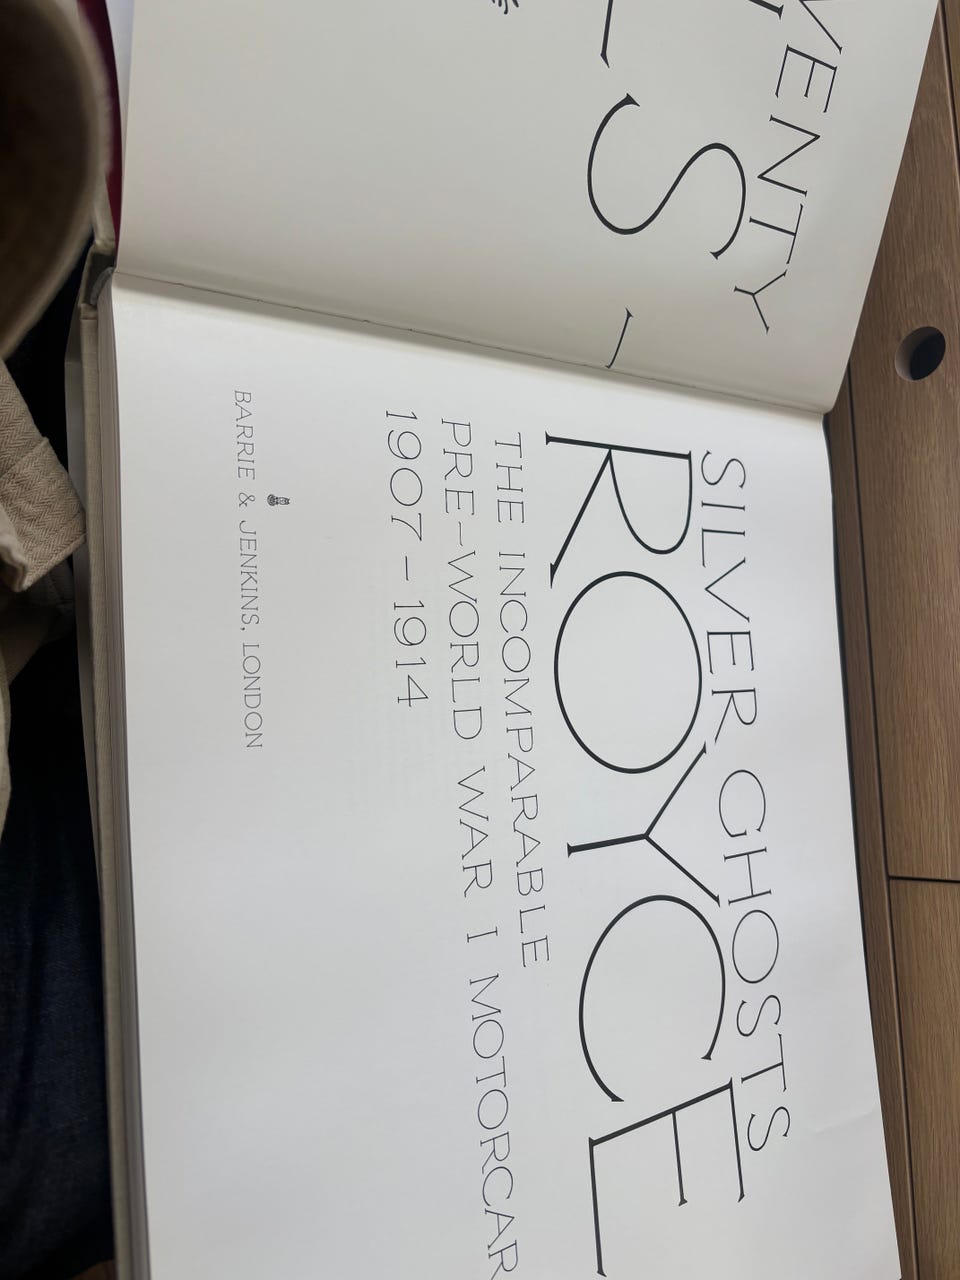 VENTY SILVER GHOSTS
LS-ROYCE
THE INCOMPARABLE
PRE-WORLD WAR I MOTORCAR
1907-1914
BARRIE & JENKINS, LONDON